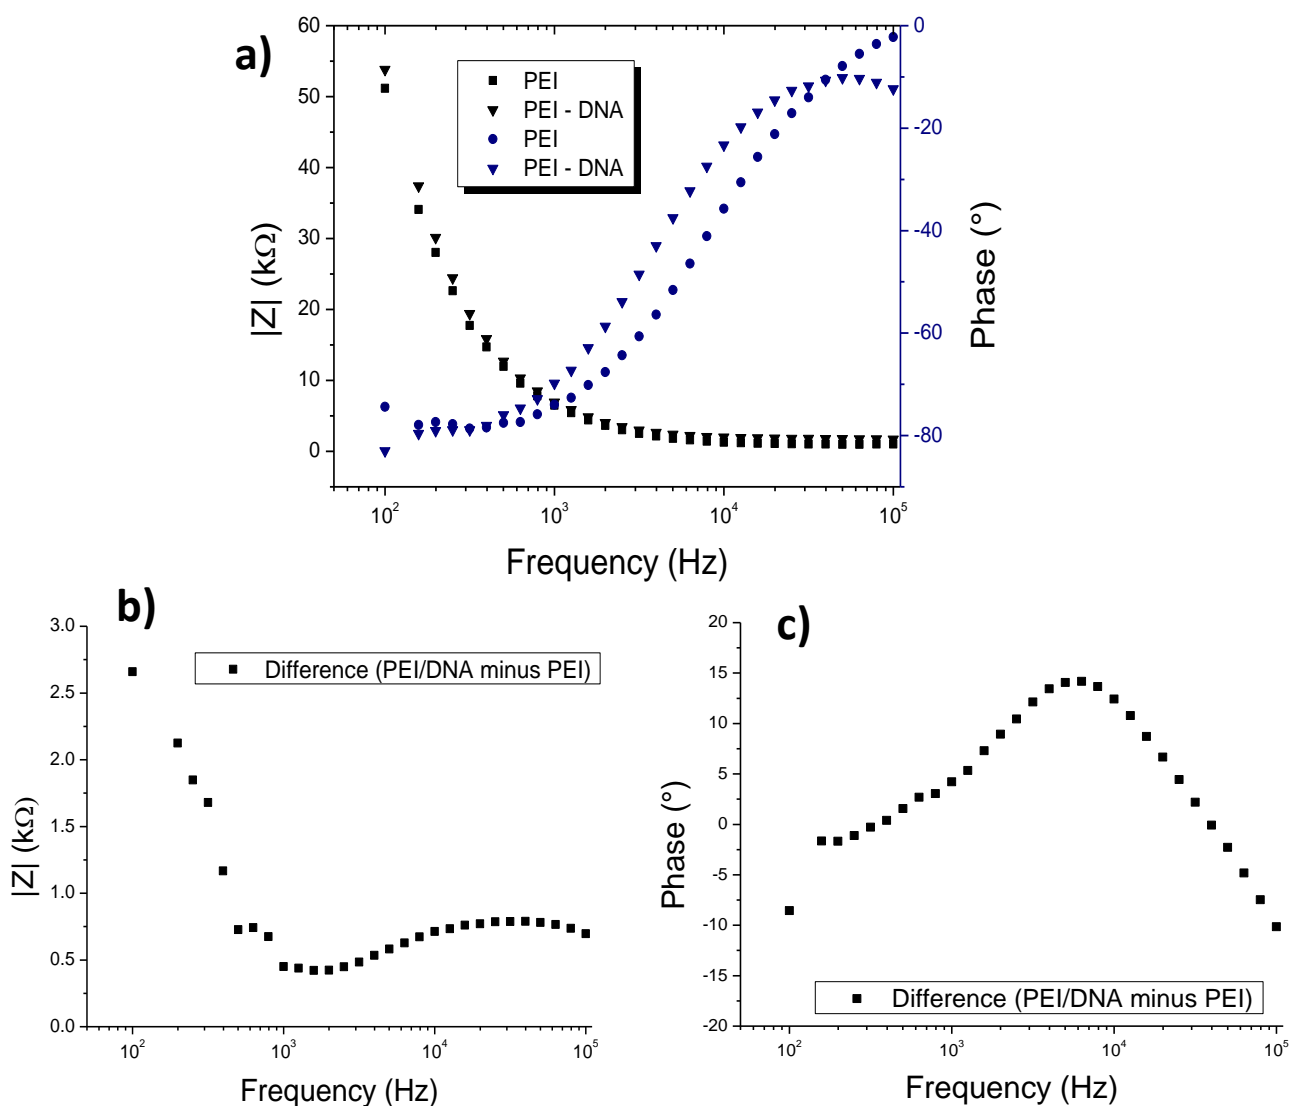 a)
60
50
40
30
20
10
0
|Z| (kΩ)
PEI
PEI - DNA
PEI
PEI - DNA
0
-20
-40
-60
-80
Phase (°)
10² 10³ 10⁴ 10⁵
Frequency (Hz)
b)
3.0
2.5
2.0
1.5
1.0
0.5
0.0
|Z| (kΩ)
Difference (PEI/DNA minus PEI)
10² 10³ 10⁴ 10⁵
Frequency (Hz)
c)
20
15
10
5
0
-5
-10
-15
-20
Phase (°)
Difference (PEI/DNA minus PEI)
10² 10³ 10⁴ 10⁵
Frequency (Hz)